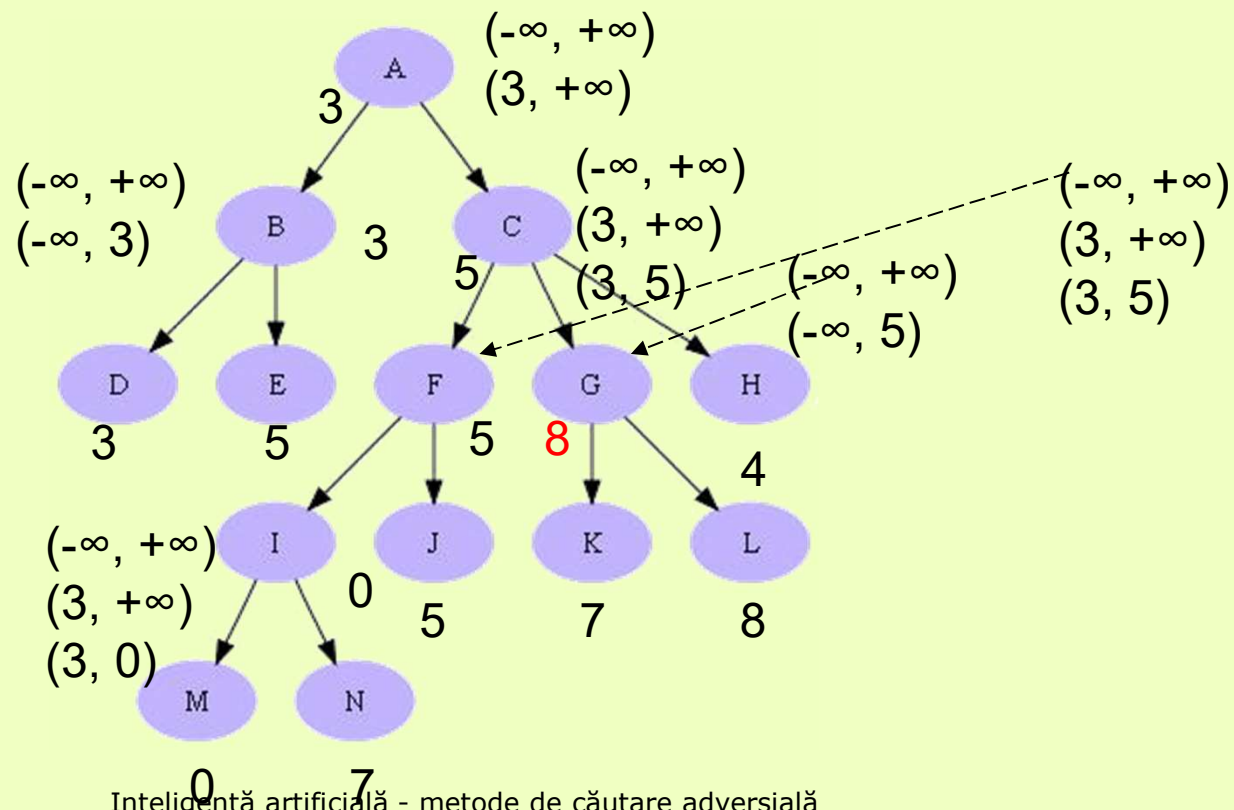 (-∞, +∞)
A
(3, +∞)
3
(-∞, +∞)
(-∞, +∞)
(-∞, +∞)
B
3
C
(3, +∞)
(-∞, 3)
(3, +∞)
5
(3, 5)
(-∞, +∞)
(3, 5)
(-∞, 5)
D
E
F
G
H
3
5
5
8
4
(-∞, +∞)
I
J
K
L
(3, +∞)
0
5
7
8
(3, 0)
M
N
0
7
Inteligență artificială - metode de căutare adversială